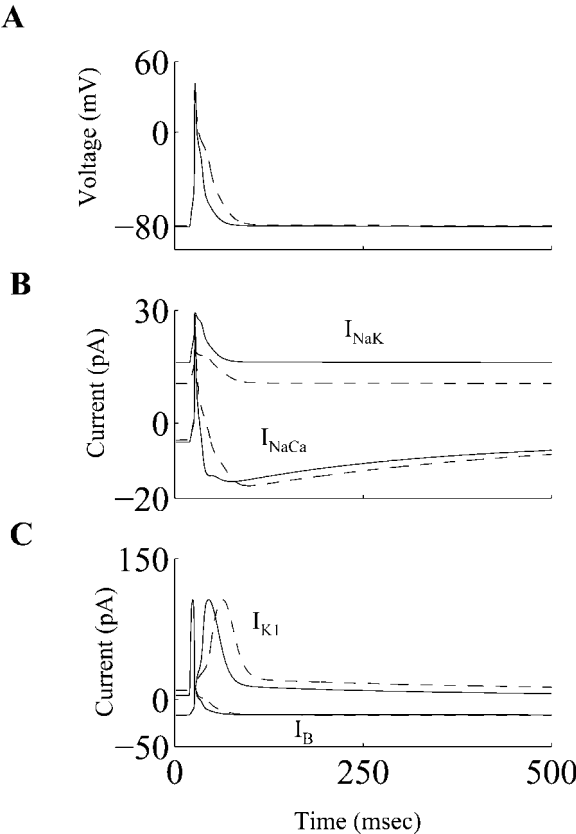 A
60
0
−80
Voltage (mV)
B
30
0
−20
Current (pA)
I_NaK
I_NaCa
C
150
0
−50
Current (pA)
I_K1
I_B
0 250 500
Time (msec)